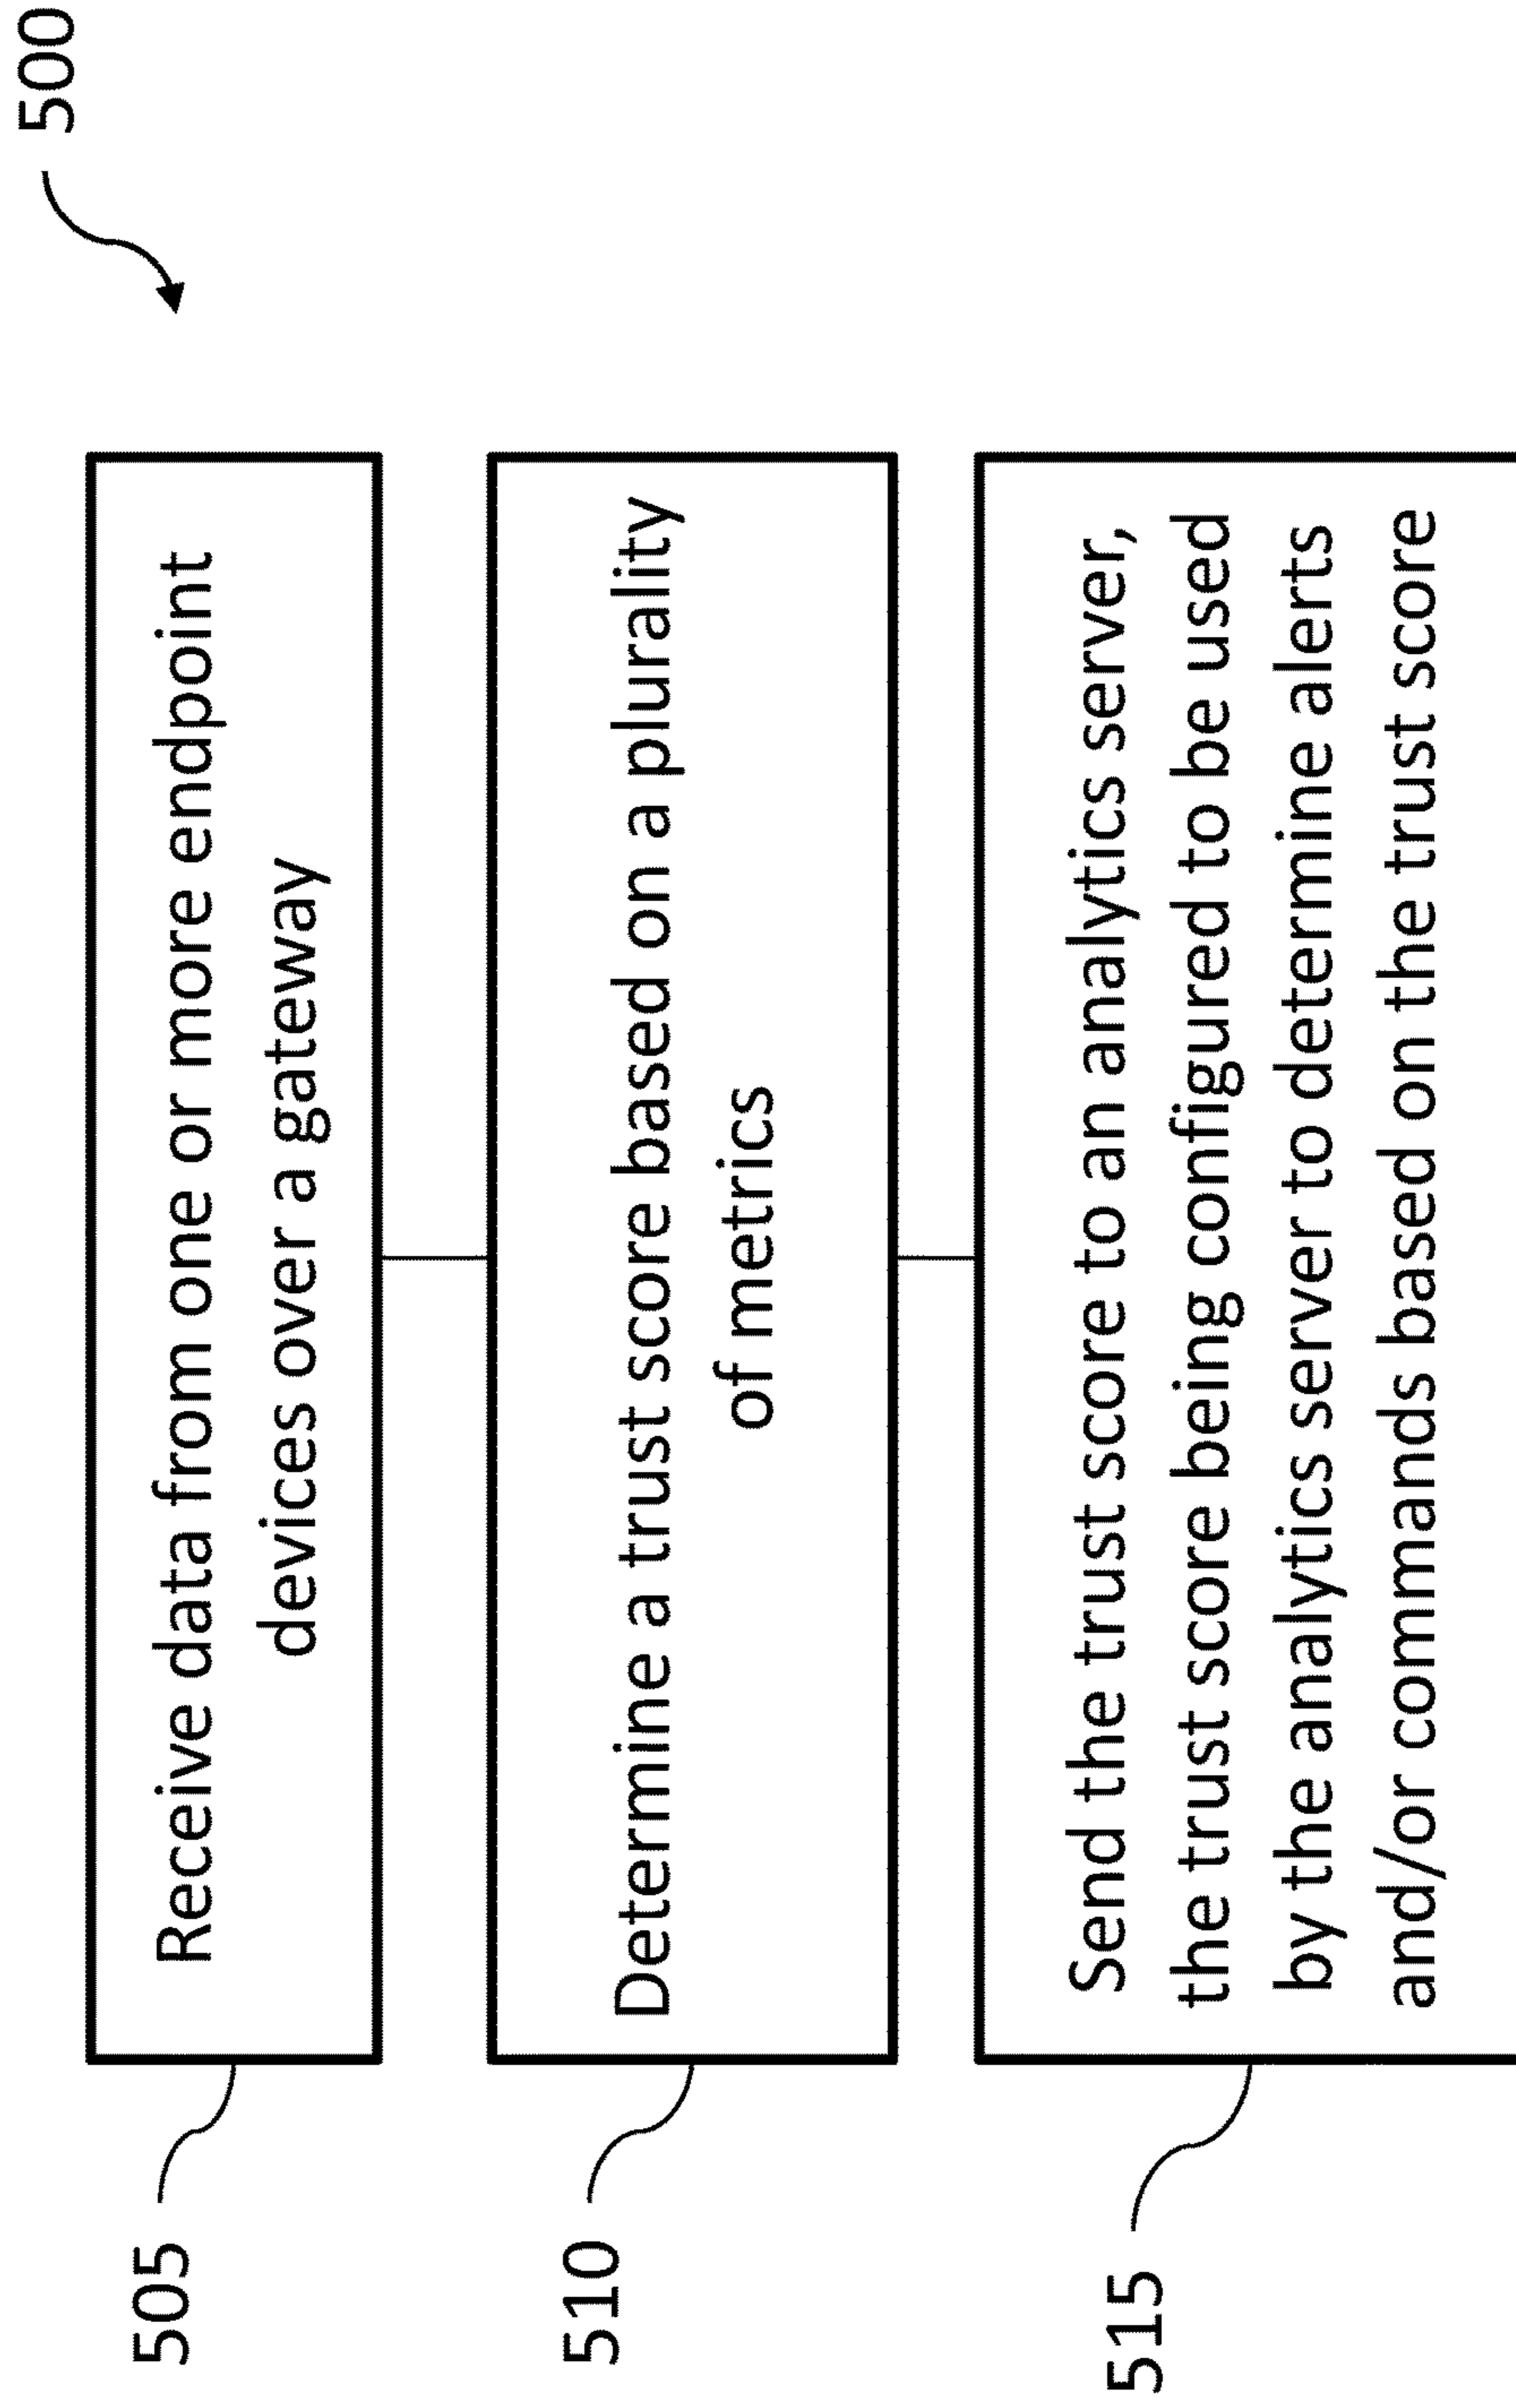 500
505
Receive data from one or more endpoint
devices over a gateway
510
Determine a trust score based on a plurality
of metrics
515
Send the trust score to an analytics server,
the trust score being configured to be used
by the analytics server to determine alerts
and/or commands based on the trust score